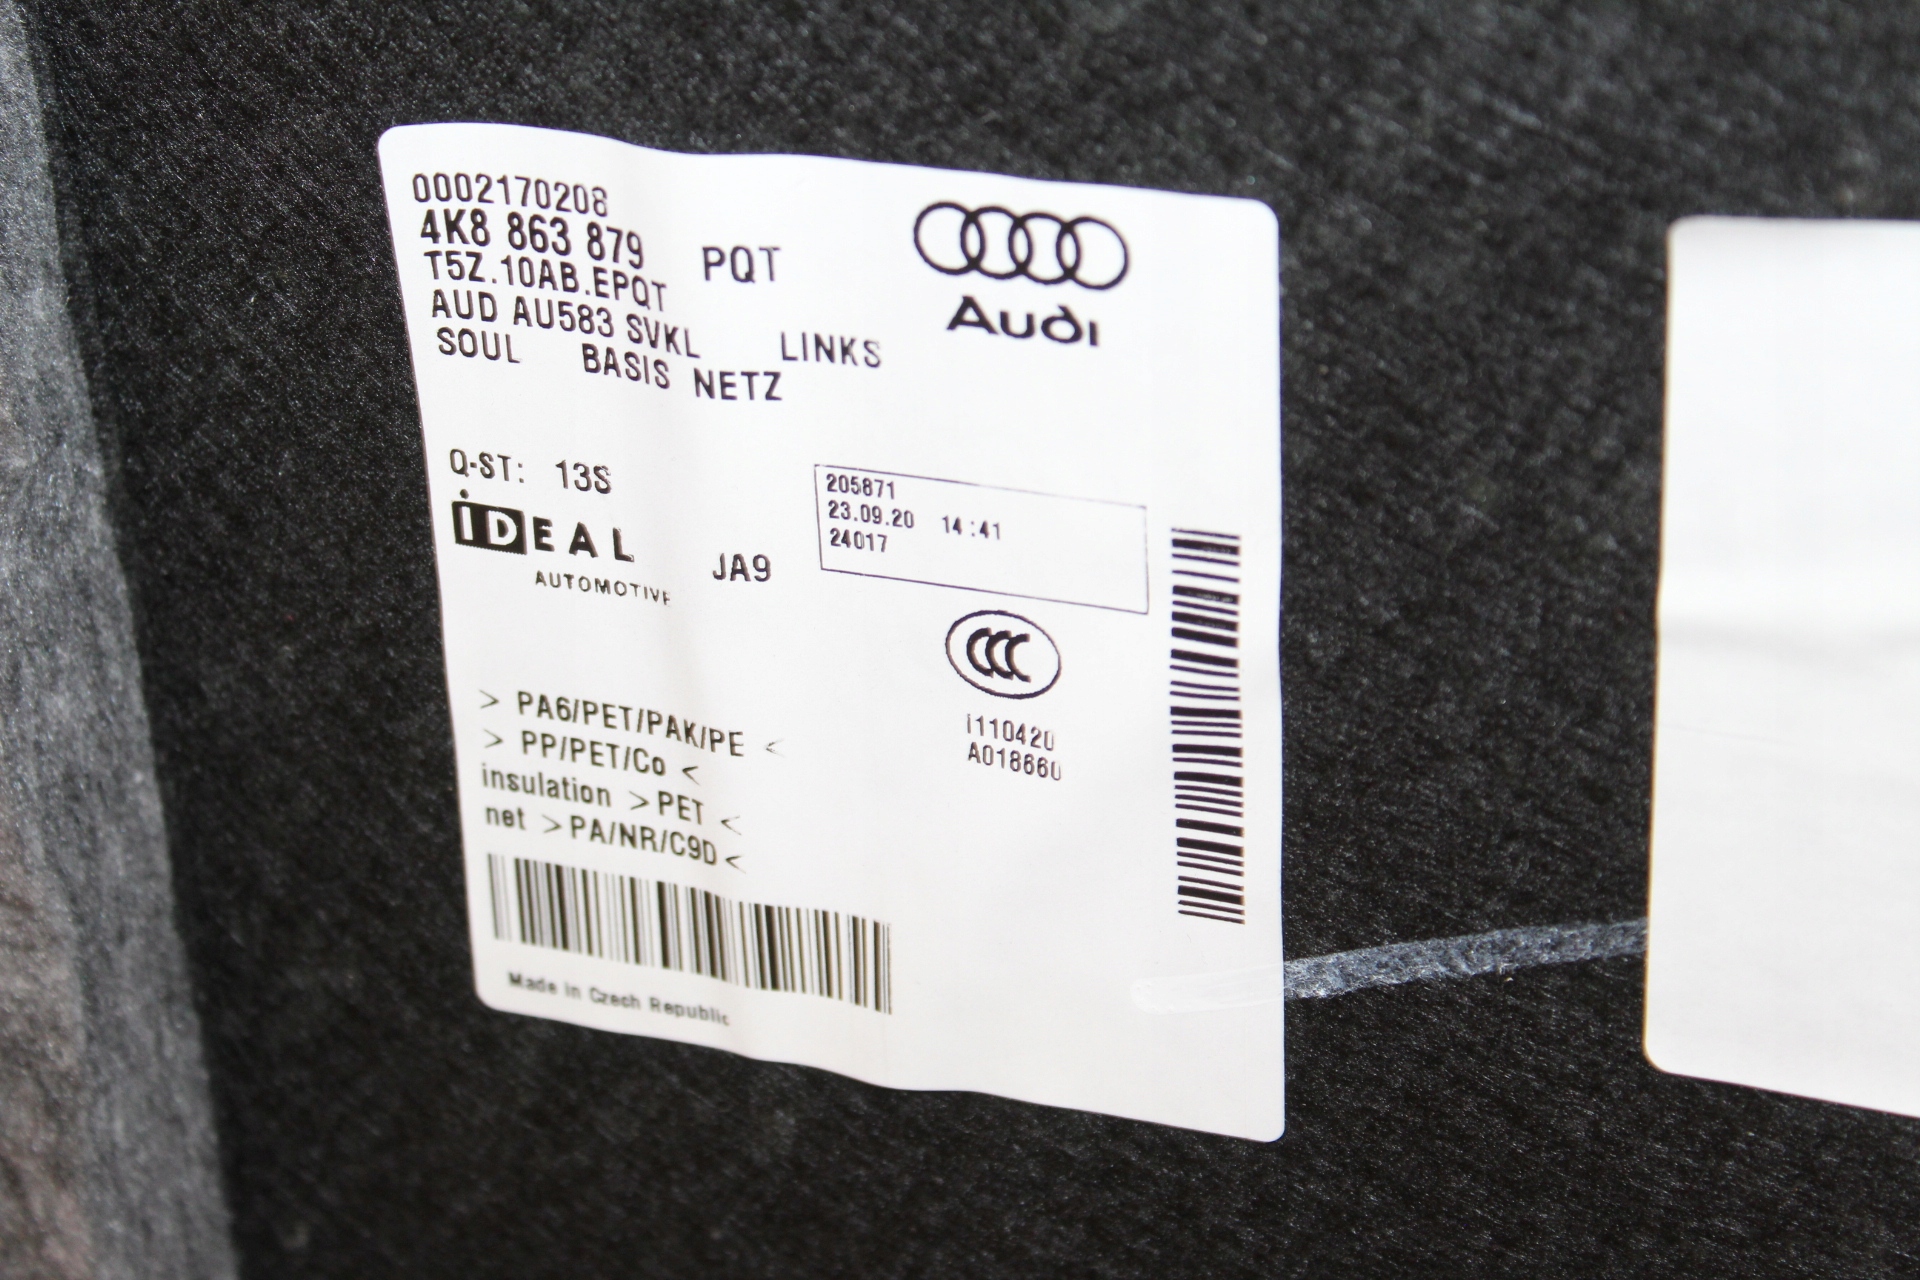 0002170208
4K8 863 879 PQT
T5Z.10AB.EPQT
AUD AU583 SVKL LINKS
SOUL BASIS NETZ
Audi
Q-ST: 13S
iDEAL
AUTOMOTIVE
JA9
205871
23.09.20 14:41
24017
CCC
I110420
A018660
> PA6/PET/PAK/PE <
> PP/PET/Co <
insulation > PET <
net > PA/NR/C9D <
Made in Czech Republic